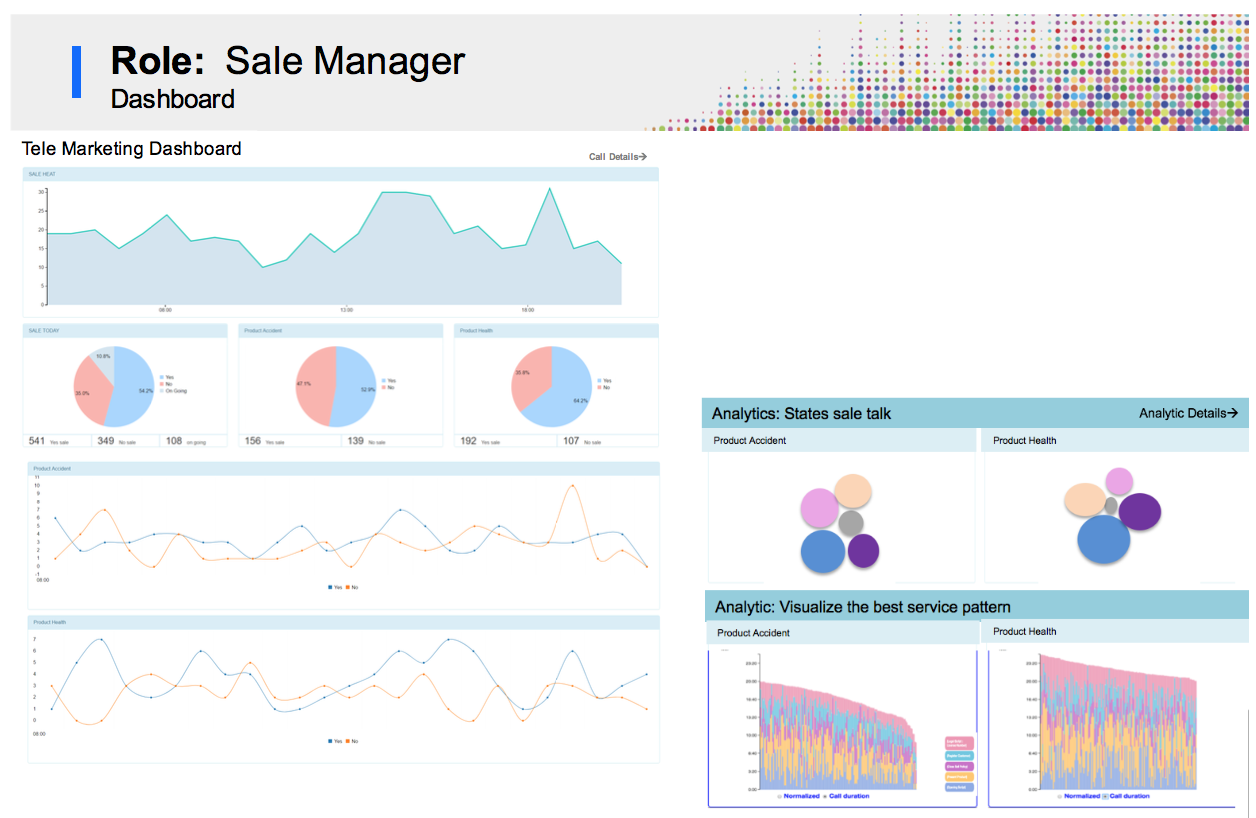 Role: Sale Manager
Dashboard
Tele Marketing Dashboard
Call Details→
SALE HEAT
30
25
20
15
10
5
0
08:00
13:00
18:00
SALE TODAY
Product Accident
Product Health
10.8%
35.0%
54.2%
Yes
No
On Going
47.1%
52.9%
Yes
No
35.8%
64.2%
Yes
No
541 Yes sale
349 No sale
108 on going
156 Yes sale
139 No sale
192 Yes sale
107 No sale
Product Accident
11
10
9
8
7
6
5
4
3
2
1
0
-1
08:00
Yes No
Product Health
7
6
5
4
3
2
1
0
08:00
Yes No
Analytics: States sale talk
Analytic Details→
Product Accident
Product Health
Analytic: Visualize the best service pattern
Product Accident
Product Health
Normalized Call duration
Normalized Call duration